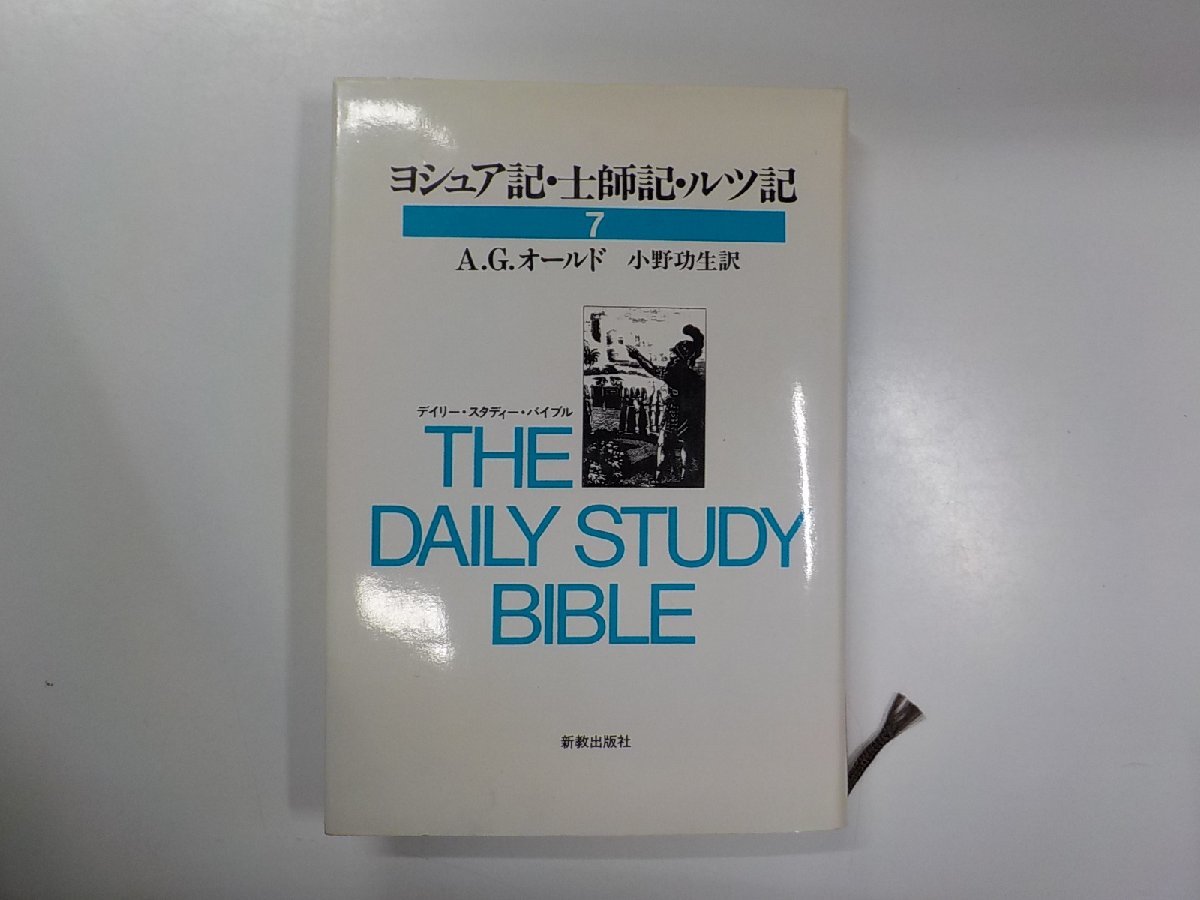 ヨシュア記・士師記・ルツ記
7
A.G.オールド 小野功生訳
デイリー・スタディー・バイブル
THE
DAILY STUDY
BIBLE
新教出版社